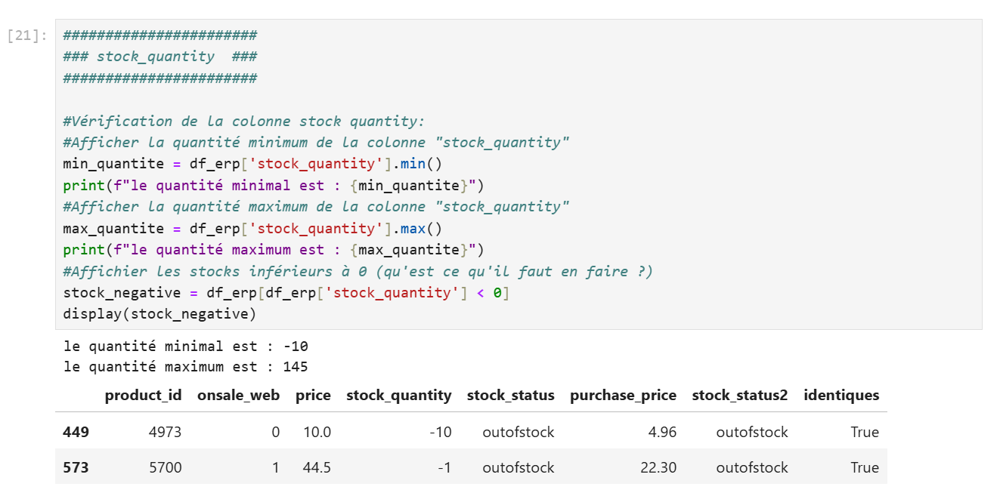 [21]:
#######################
### stock_quantity  ###
#######################
#Vérification de la colonne stock quantity:
#Afficher la quantité minimum de la colonne "stock_quantity"
min_quantite = df_erp['stock_quantity'].min()
print(f"le quantité minimal est : {min_quantite}")
#Afficher la quantité maximum de la colonne "stock_quantity"
max_quantite = df_erp['stock_quantity'].max()
print(f"le quantité maximum est : {max_quantite}")
#Affichier les stocks inférieurs à 0 (qu'est ce qu'il faut en faire ?)
stock_negative = df_erp[df_erp['stock_quantity'] < 0]
display(stock_negative)
le quantité minimal est : -10
le quantité maximum est : 145
product_id onsale_web price stock_quantity stock_status purchase_price stock_status2 identiques
449 4973 0 10.0 -10 outofstock 4.96 outofstock True
573 5700 1 44.5 -1 outofstock 22.30 outofstock True